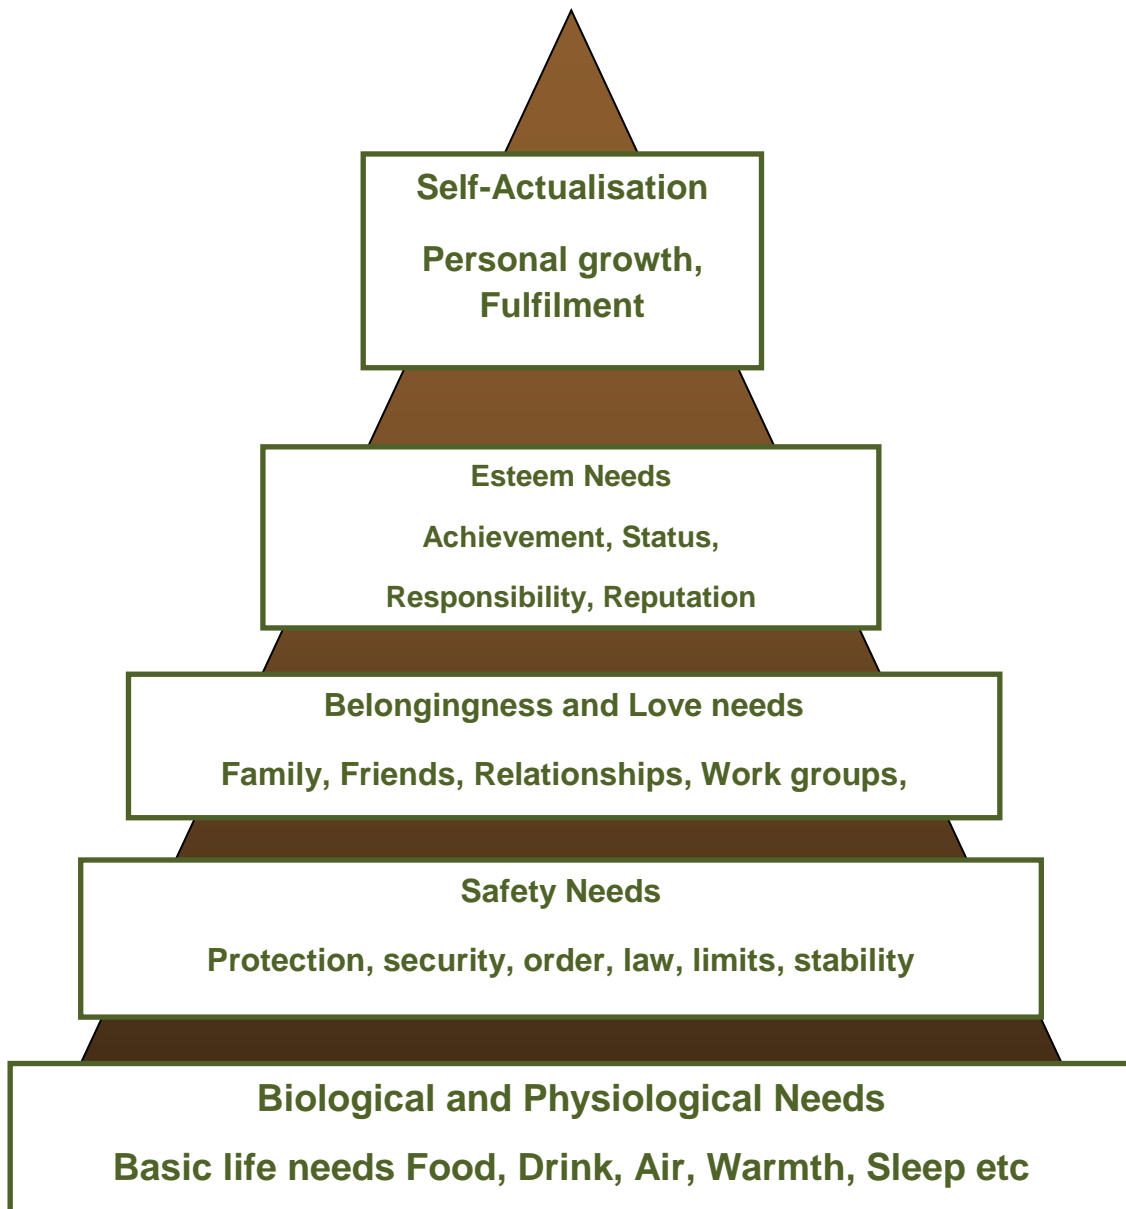 Self-Actualisation
Personal growth,
Fulfilment
Esteem Needs
Achievement, Status,
Responsibility, Reputation
Belongingness and Love needs
Family, Friends, Relationships, Work groups,
Safety Needs
Protection, security, order, law, limits, stability
Biological and Physiological Needs
Basic life needs Food, Drink, Air, Warmth, Sleep etc